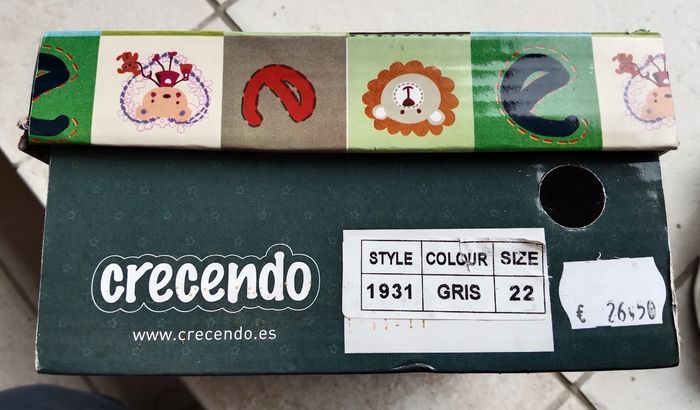 e e e
crecendo
www.crecendo.es
STYLE COLOUR SIZE
1931 GRIS 22
€ 26,50